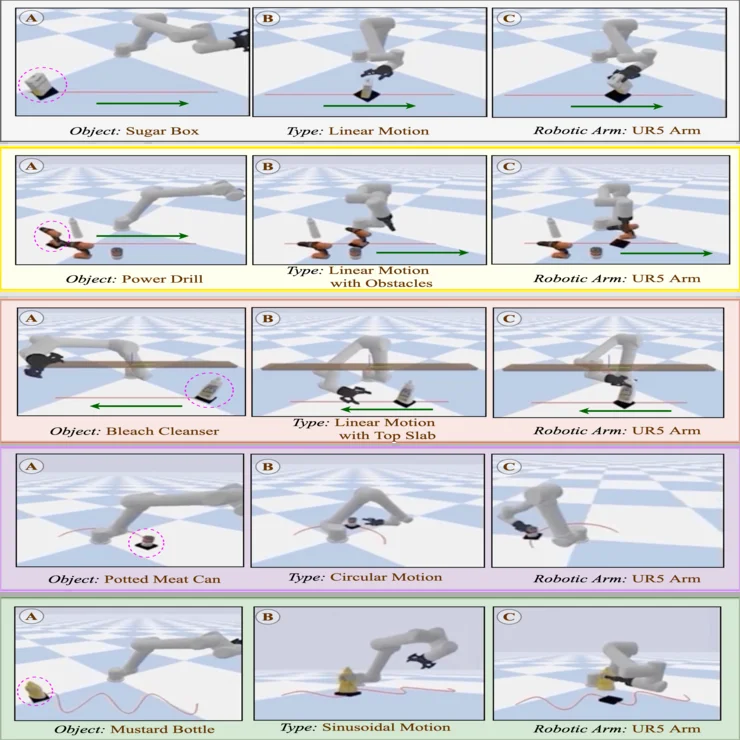 A B C
Object: Sugar Box Type: Linear Motion Robotic Arm: UR5 Arm
A B C
Object: Power Drill Type: Linear Motion with Obstacles Robotic Arm: UR5 Arm
A B C
Object: Bleach Cleanser Type: Linear Motion with Top Slab Robotic Arm: UR5 Arm
A B C
Object: Potted Meat Can Type: Circular Motion Robotic Arm: UR5 Arm
A B C
Object: Mustard Bottle Type: Sinusoidal Motion Robotic Arm: UR5 Arm